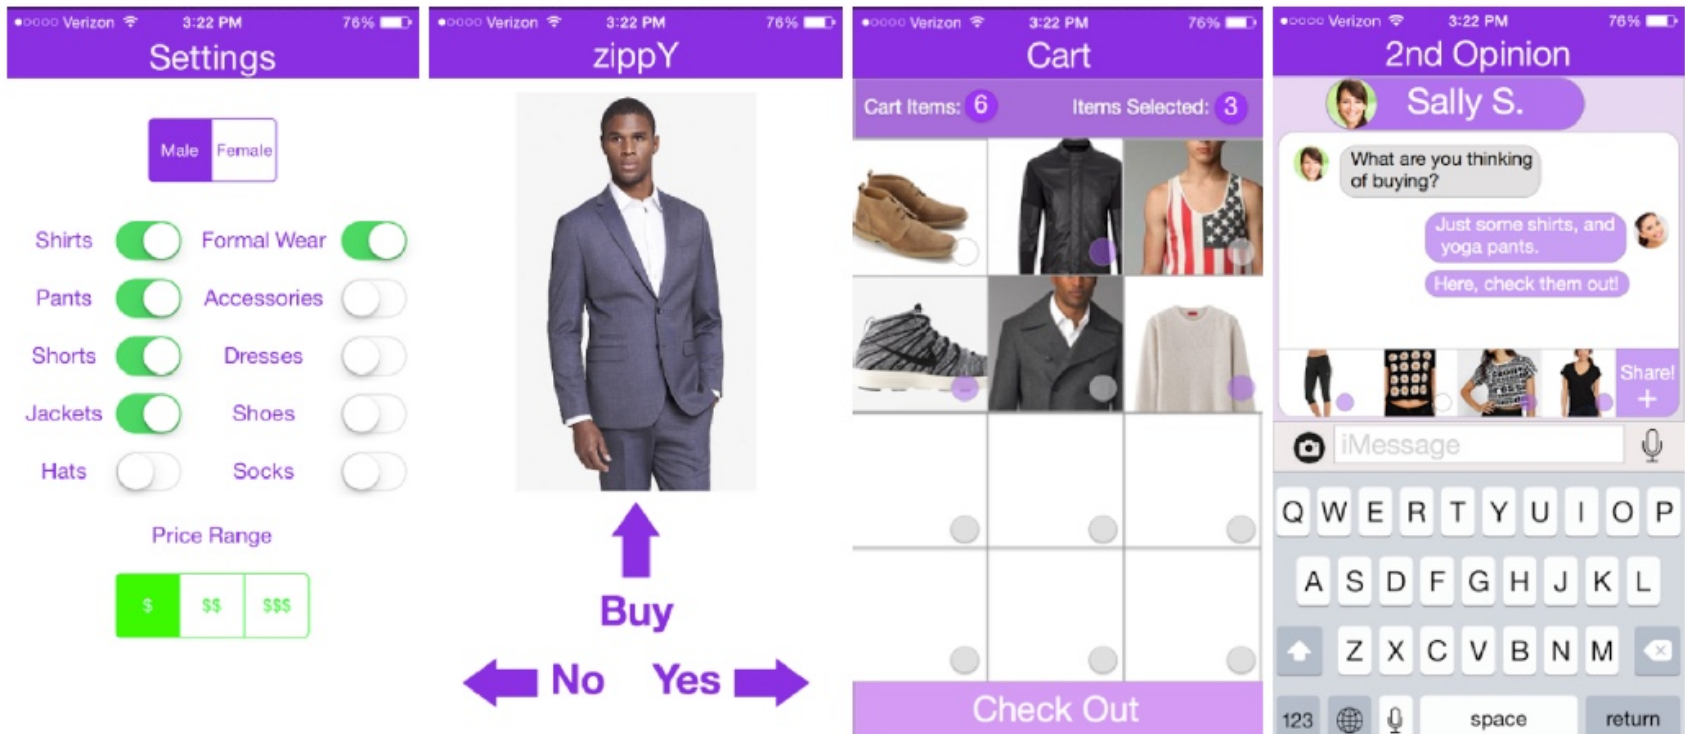 Verizon 3:22 PM 76%
Settings
Male Female
Shirts Formal Wear
Pants Accessories
Shorts Dresses
Jackets Shoes
Hats Socks
Price Range
$ $$ $$$
Verizon 3:22 PM 76%
zippY
Buy
No Yes
Verizon 3:22 PM 76%
Cart
Cart Items: 6 Items Selected: 3
Check Out
Verizon 3:22 PM 76%
2nd Opinion
Sally S.
What are you thinking
of buying?
Just some shirts, and
yoga pants.
Here, check them out!
Share!
+
iMessage
Q W E R T Y U I O P
A S D F G H J K L
Z X C V B N M
123 space return